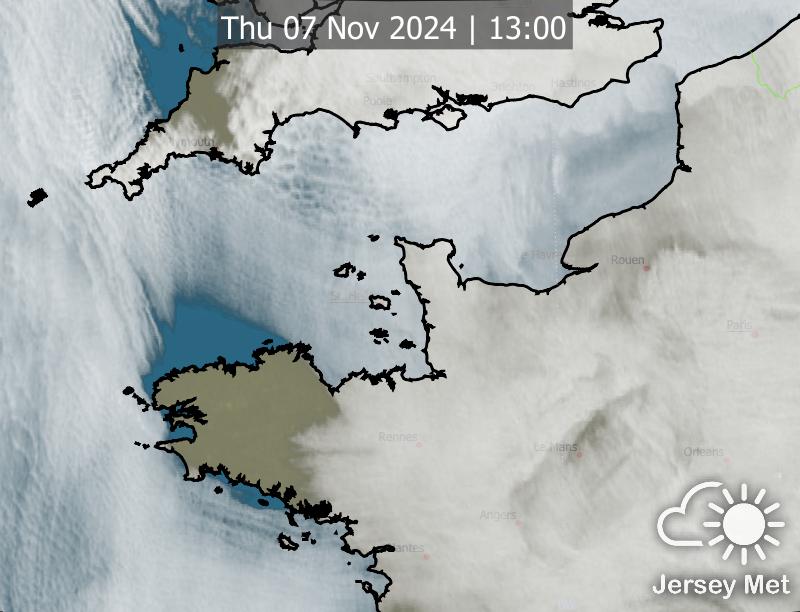 Thu 07 Nov 2024 | 13:00
Southampton
Poole
Brighton
Hastings
Plymouth
Le Havre
Rouen
St. Helier
Paris
Rennes
Le Mans
Orleans
Angers
Nantes
Jersey Met